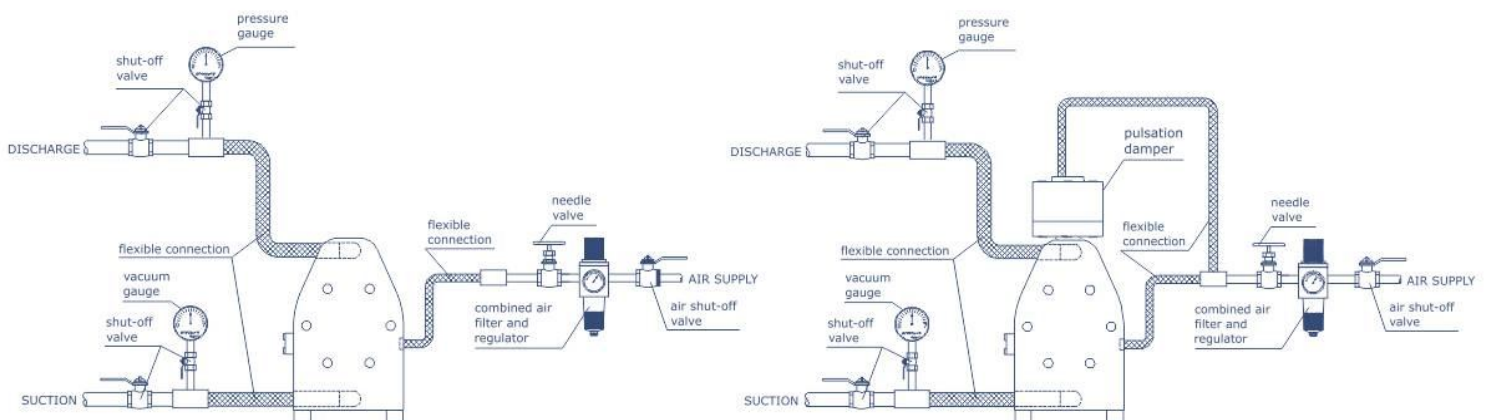 pressure
gauge
shut-off
valve
DISCHARGE
needle
valve
flexible
connection
flexible connection
AIR SUPPLY
vacuum
gauge
combined air
filter and
regulator
air shut-off
valve
shut-off
valve
SUCTION
pressure
gauge
shut-off
valve
pulsation
damper
DISCHARGE
needle
valve
flexible
connection
flexible connection
AIR SUPPLY
vacuum
gauge
combined air
filter and
regulator
air shut-off
valve
shut-off
valve
SUCTION